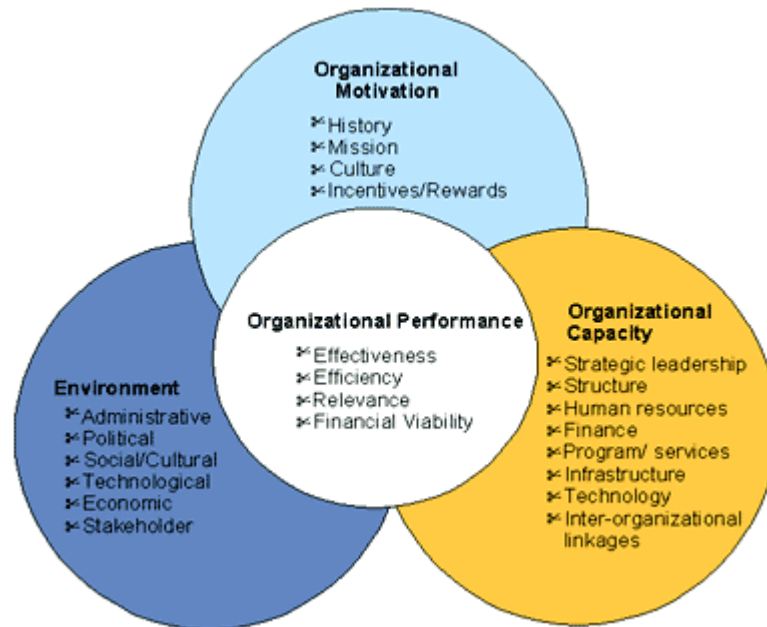 Organizational
Motivation
History
Mission
Culture
Incentives/Rewards
Organizational Performance
Effectiveness
Efficiency
Relevance
Financial Viability
Organizational
Capacity
Strategic leadership
Structure
Human resources
Finance
Program/ services
Infrastructure
Technology
Inter-organizational
linkages
Environment
Administrative
Political
Social/Cultural
Technological
Economic
Stakeholder